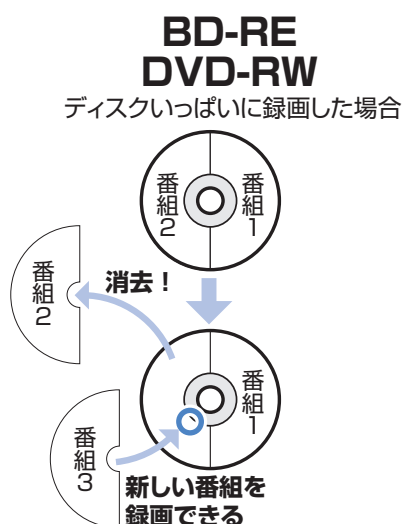 BD-RE
DVD-RW
ディスクいっぱいに録画した場合
番組2
番組1
消去！
番組2
番組1
番組3
新しい番組を
録画できる